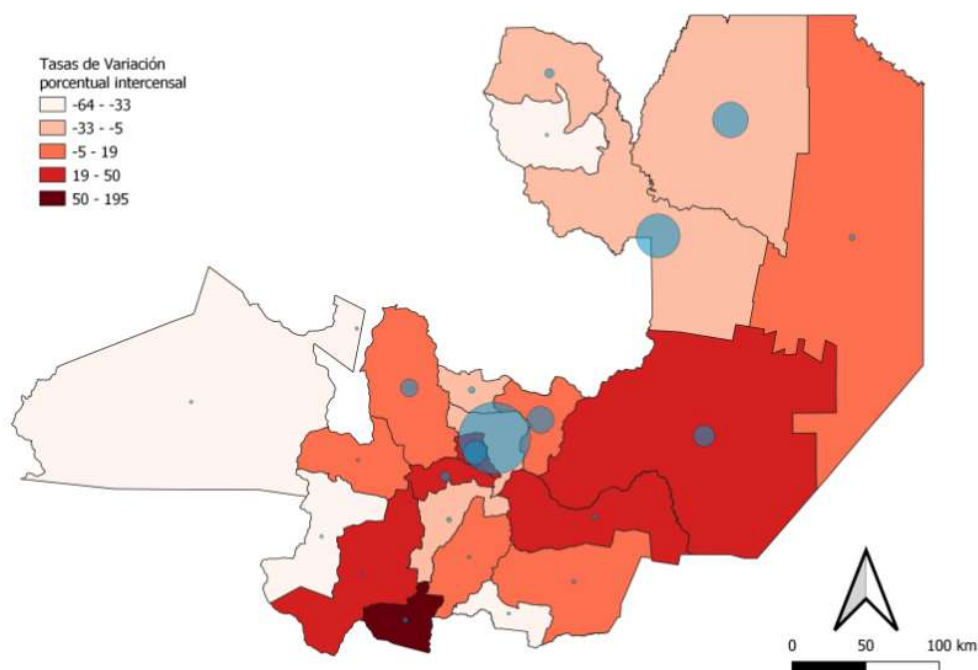 Tasas de Variación
porcentual intercensal
-64 - -33
-33 - -5
-5 - 19
19 - 50
50 - 195
0 50 100 km